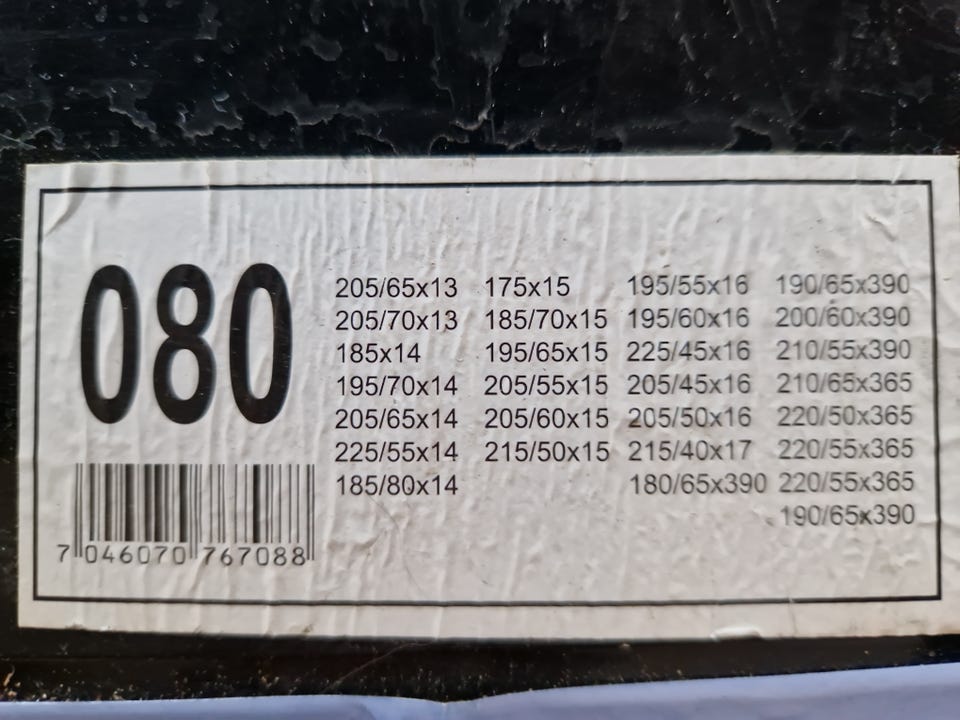 080
205/65x13 175x15 195/55x16 190/65x390
205/70x13 185/70x15 195/60x16 200/60x390
185x14 195/65x15 225/45x16 210/55x390
195/70x14 205/55x15 205/45x16 210/65x365
205/65x14 205/60x15 205/50x16 220/50x365
225/55x14 215/50x15 215/40x17 220/55x365
185/80x14 180/65x390 220/55x365
190/65x390
7 046070 767088